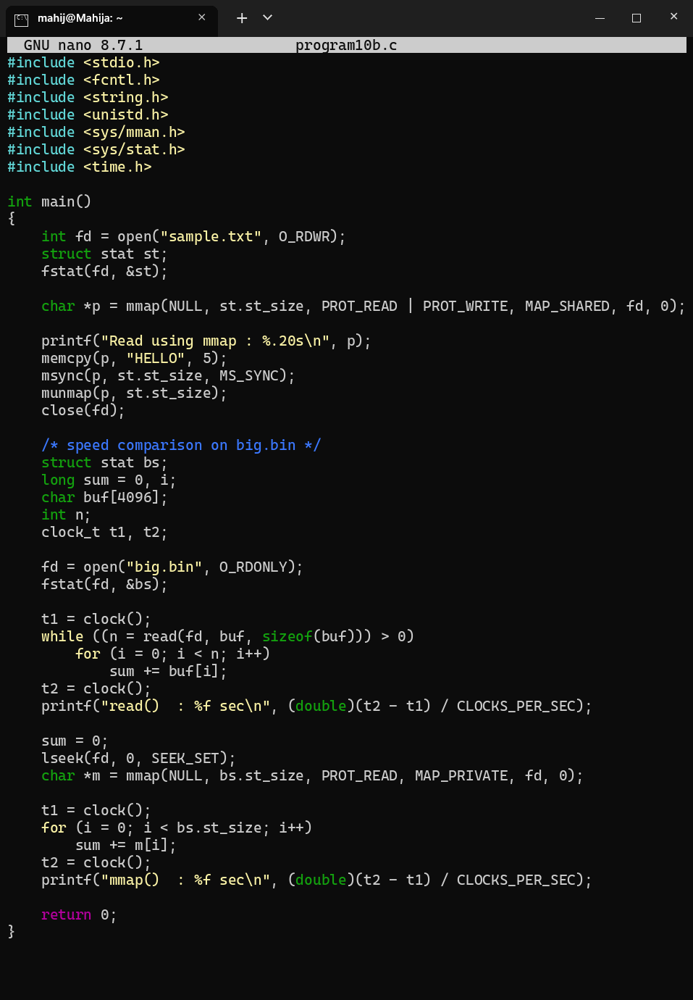 mahij@Mahija: ~
GNU nano 8.7.1 program10b.c
#include <stdio.h>
#include <fcntl.h>
#include <string.h>
#include <unistd.h>
#include <sys/mman.h>
#include <sys/stat.h>
#include <time.h>

int main()
{
    int fd = open("sample.txt", O_RDWR);
    struct stat st;
    fstat(fd, &st);

    char *p = mmap(NULL, st.st_size, PROT_READ | PROT_WRITE, MAP_SHARED, fd, 0);

    printf("Read using mmap : %.20s\n", p);
    memcpy(p, "HELLO", 5);
    msync(p, st.st_size, MS_SYNC);
    munmap(p, st.st_size);
    close(fd);

    /* speed comparison on big.bin */
    struct stat bs;
    long sum = 0, i;
    char buf[4096];
    int n;
    clock_t t1, t2;

    fd = open("big.bin", O_RDONLY);
    fstat(fd, &bs);

    t1 = clock();
    while ((n = read(fd, buf, sizeof(buf))) > 0)
        for (i = 0; i < n; i++)
            sum += buf[i];
    t2 = clock();
    printf("read()  : %f sec\n", (double)(t2 - t1) / CLOCKS_PER_SEC);

    sum = 0;
    lseek(fd, 0, SEEK_SET);
    char *m = mmap(NULL, bs.st_size, PROT_READ, MAP_PRIVATE, fd, 0);

    t1 = clock();
    for (i = 0; i < bs.st_size; i++)
        sum += m[i];
    t2 = clock();
    printf("mmap()  : %f sec\n", (double)(t2 - t1) / CLOCKS_PER_SEC);

    return 0;
}